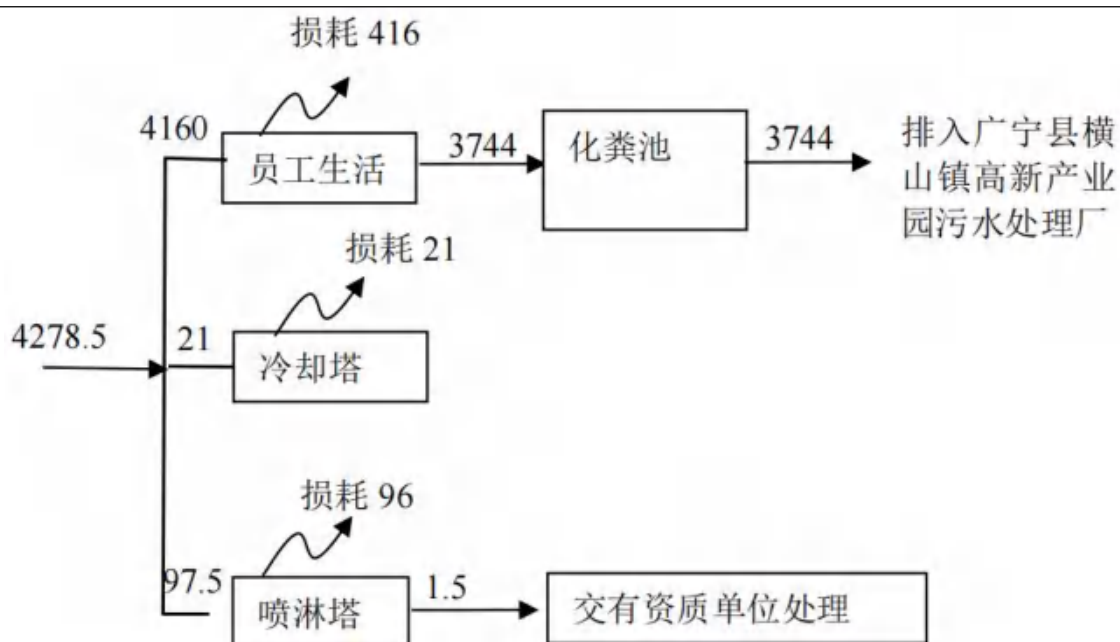 损耗 416
4160
员工生活
3744
化粪池
3744
排入广宁县横
山镇高新产业
园污水处理厂
损耗 21
4278.5
21
冷却塔
损耗 96
97.5
喷淋塔
1.5
交有资质单位处理